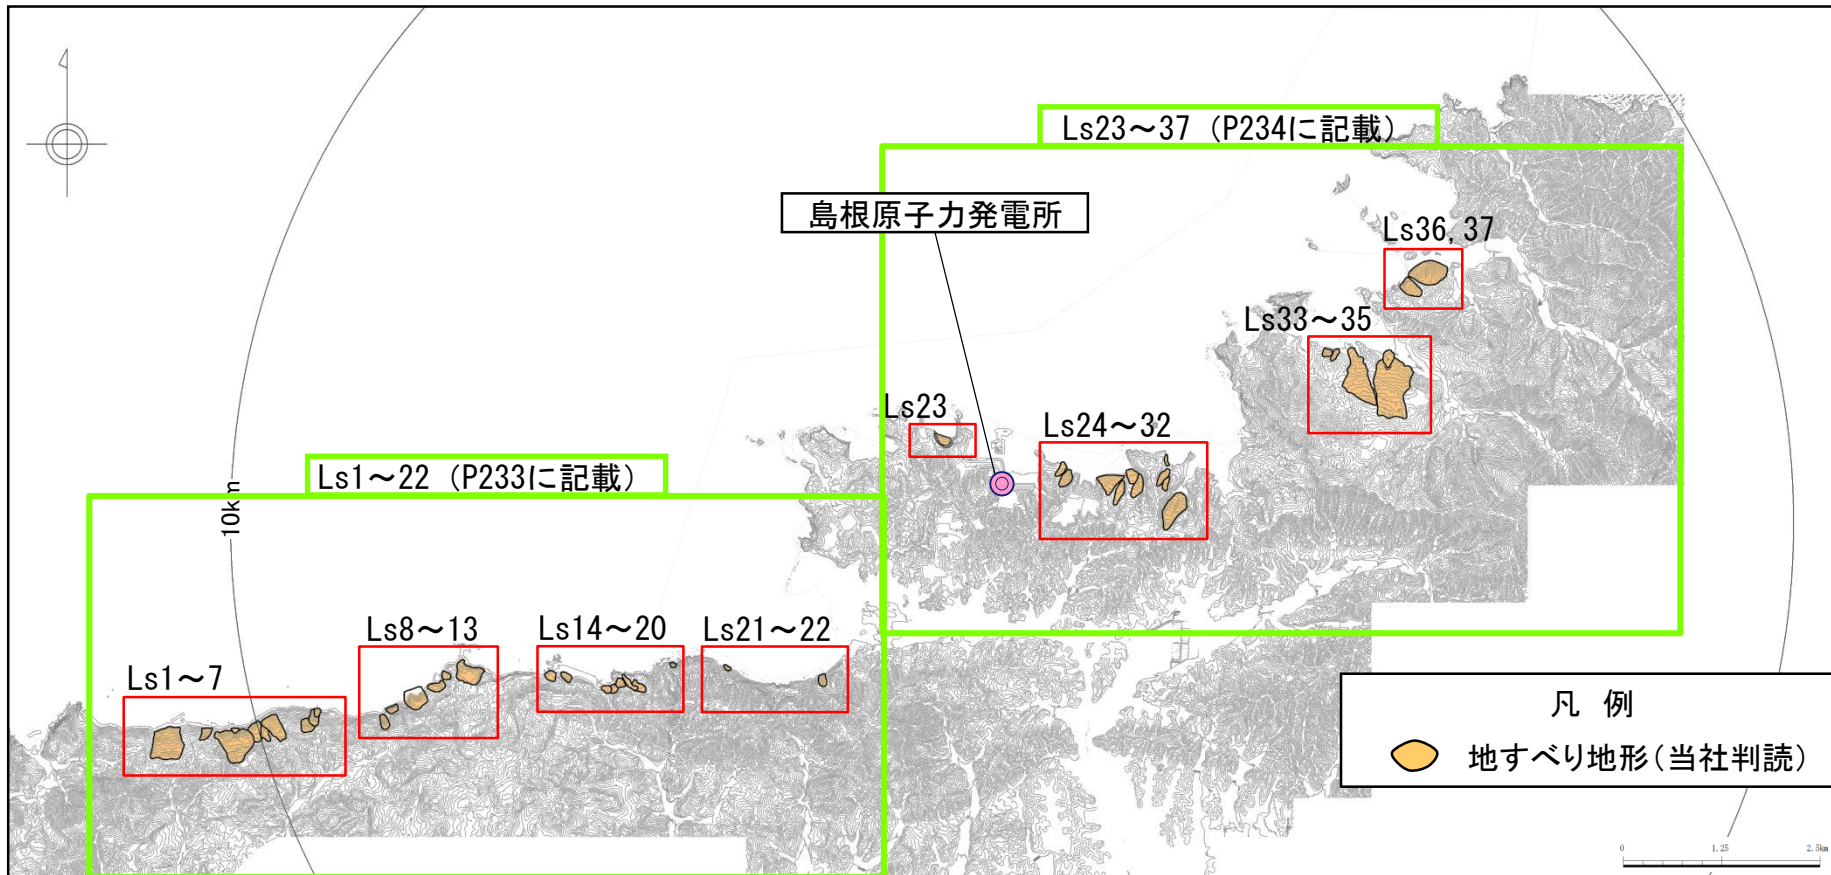 Ls23～37（P234に記載）
島根原子力発電所
Ls36,37
Ls33～35
Ls23
Ls24～32
Ls1～22（P233に記載）
10km
Ls8～13
Ls14～20
Ls21～22
Ls1～7
凡 例
地すべり地形（当社判読）
0 1.25 2.5km